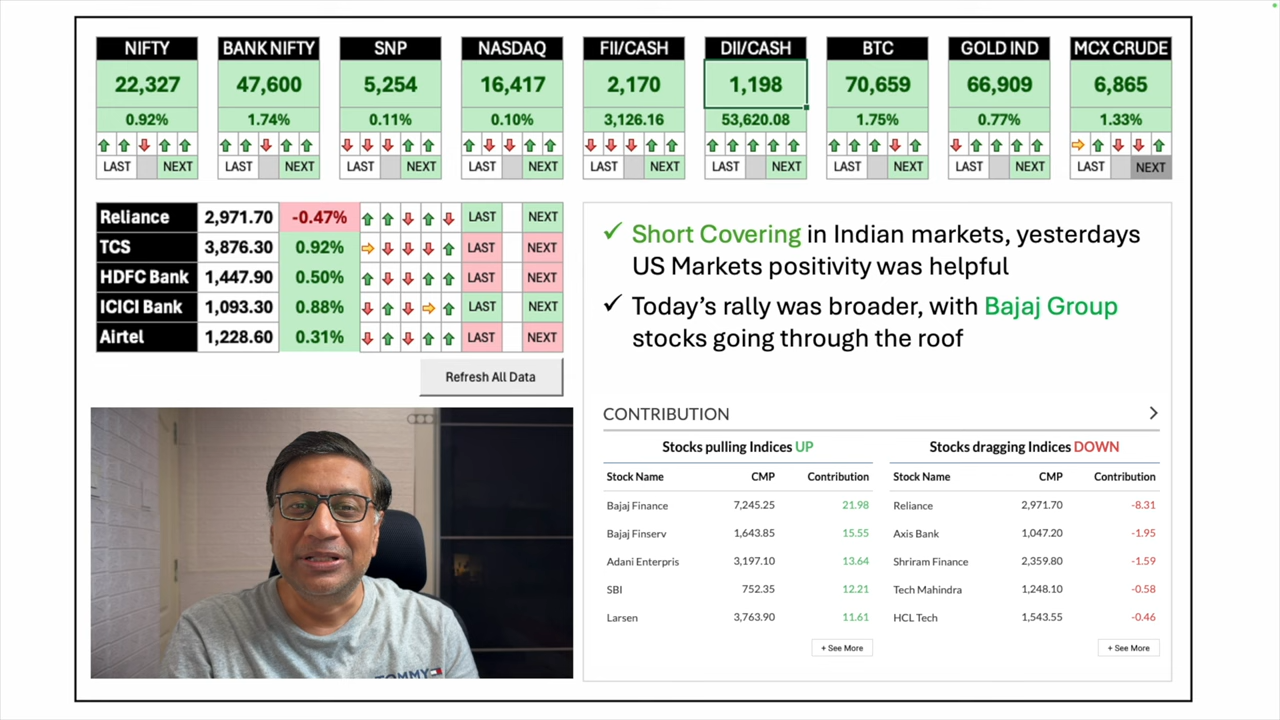 NIFTY BANK NIFTY SNP NASDAQ FII/CASH DII/CASH BTC GOLD IND MCX CRUDE
22,327 47,600 5,254 16,417 2,170 1,198 70,659 66,909 6,865
0.92% 1.74% 0.11% 0.10% 3,126.16 53,620.08 1.75% 0.77% 1.33%
LAST NEXT LAST NEXT LAST NEXT LAST NEXT LAST NEXT LAST NEXT LAST NEXT LAST NEXT LAST NEXT
Reliance 2,971.70 -0.47% LAST NEXT
TCS 3,876.30 0.92% LAST NEXT
HDFC Bank 1,447.90 0.50% LAST NEXT
ICICI Bank 1,093.30 0.88% LAST NEXT
Airtel 1,228.60 0.31% LAST NEXT
Refresh All Data
Short Covering in Indian markets, yesterdays
US Markets positivity was helpful
Today's rally was broader, with Bajaj Group
stocks going through the roof
CONTRIBUTION
Stocks pulling Indices UP
Stock Name CMP Contribution
Bajaj Finance 7,245.25 21.98
Bajaj Finserv 1,643.85 15.55
Adani Enterpris 3,197.10 13.64
SBI 752.35 12.21
Larsen 3,763.90 11.61
+ See More
Stocks dragging Indices DOWN
Stock Name CMP Contribution
Reliance 2,971.70 -8.31
Axis Bank 1,047.20 -1.95
Shriram Finance 2,359.80 -1.59
Tech Mahindra 1,248.10 -0.58
HCL Tech 1,543.55 -0.46
+ See More
TOMMY